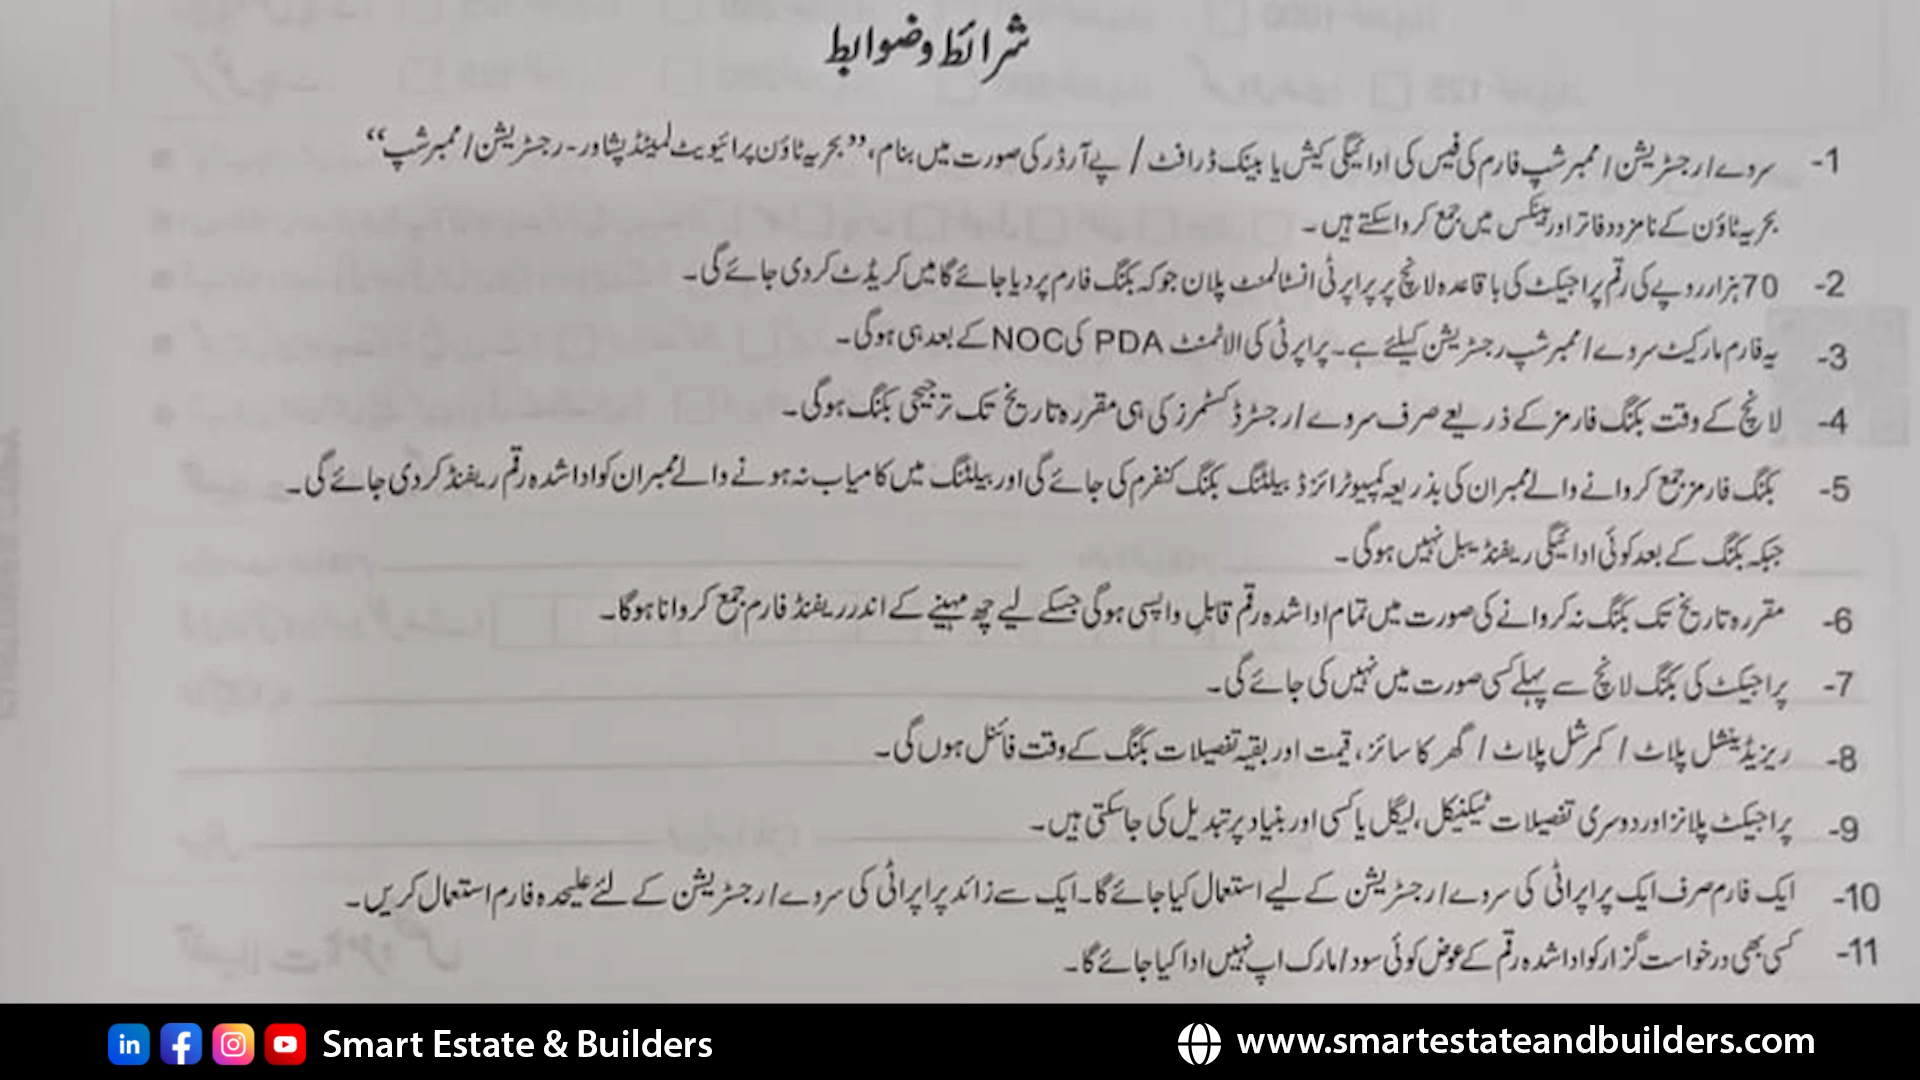 شرائط و ضوابط
1- سروے / رجسٹریشن / ممبرشپ فارم کی فیس کی ادائیگی کیش یا بینک ڈرافٹ / پے آرڈر کی صورت میں بنام، ”بحریہ ٹاؤن پرائیویٹ لمیٹڈ پشاور - رجسٹریشن / ممبرشپ“
بحریہ ٹاؤن کے نامزد دفاتر اور بینکس میں جمع کرواسکتے ہیں ۔
2- 70 ہزار روپے کی رقم پراجیکٹ کی باقاعدہ لانچ پر پراپرٹی انسٹالمنٹ پلان جو کہ بکنگ فارم پر دیا جائے گا میں کریڈٹ کردی جائے گی۔
3- یہ فارم مارکیٹ سروے / ممبرشپ رجسٹریشن کیلئے ہے۔ پراپرٹی کی الاٹمنٹ PDA کی NOC کے بعد ہی ہوگی۔
4- لانچ کے وقت بکنگ فارمز کے ذریعے صرف سروے / رجسٹرڈ کسٹمرز کی ہی مقررہ تاریخ تک ترجیحی بکنگ ہوگی۔
5- بکنگ فارمز جمع کروانے والے ممبران کی بذریعہ کمپیوٹرائزڈ بیلٹنگ بکنگ کنفرم کی جائے گی اور بیلٹنگ میں کامیاب نہ ہونے والے ممبران کو ادا شدہ رقم ریفنڈ کردی جائے گی۔
جبکہ بکنگ کے بعد کوئی ادائیگی ریفنڈیبل نہیں ہوگی۔
6- مقررہ تاریخ تک بکنگ نہ کروانے کی صورت میں تمام ادا شدہ رقم قابلِ واپسی ہوگی جسکے لیے چھ مہینے کے اندر ریفنڈ فارم جمع کروانا ہوگا۔
7- پراجیکٹ کی بکنگ لانچ سے پہلے کسی صورت میں نہیں کی جائے گی۔
8- ریزیڈینشل پلاٹ / کمرشل پلاٹ / گھر کا سائز، قیمت اور بقیہ تفصیلات بکنگ کے وقت فائنل ہوں گی۔
9- پراجیکٹ پلانز اور دوسری تفصیلات ٹیکنیکل، لیگل یا کسی اور بنیاد پر تبدیل کی جاسکتی ہیں۔
10- ایک فارم صرف ایک پراپرٹی کی سروے / رجسٹریشن کے لیے استعمال کیا جائے گا۔ ایک سے زائد پراپرٹی کی سروے / رجسٹریشن کے لئے علیحدہ فارم استعمال کریں۔
11- کسی بھی درخواست گزار کو ادا شدہ رقم کے عوض کوئی سود / مارک اپ نہیں ادا کیا جائے گا۔
Smart Estate & Builders
www.smartestateandbuilders.com